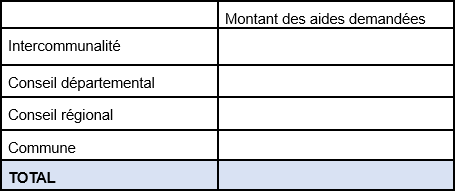 Montant des aides demandées
Intercommunalité
Conseil départemental
Conseil régional
Commune
TOTAL